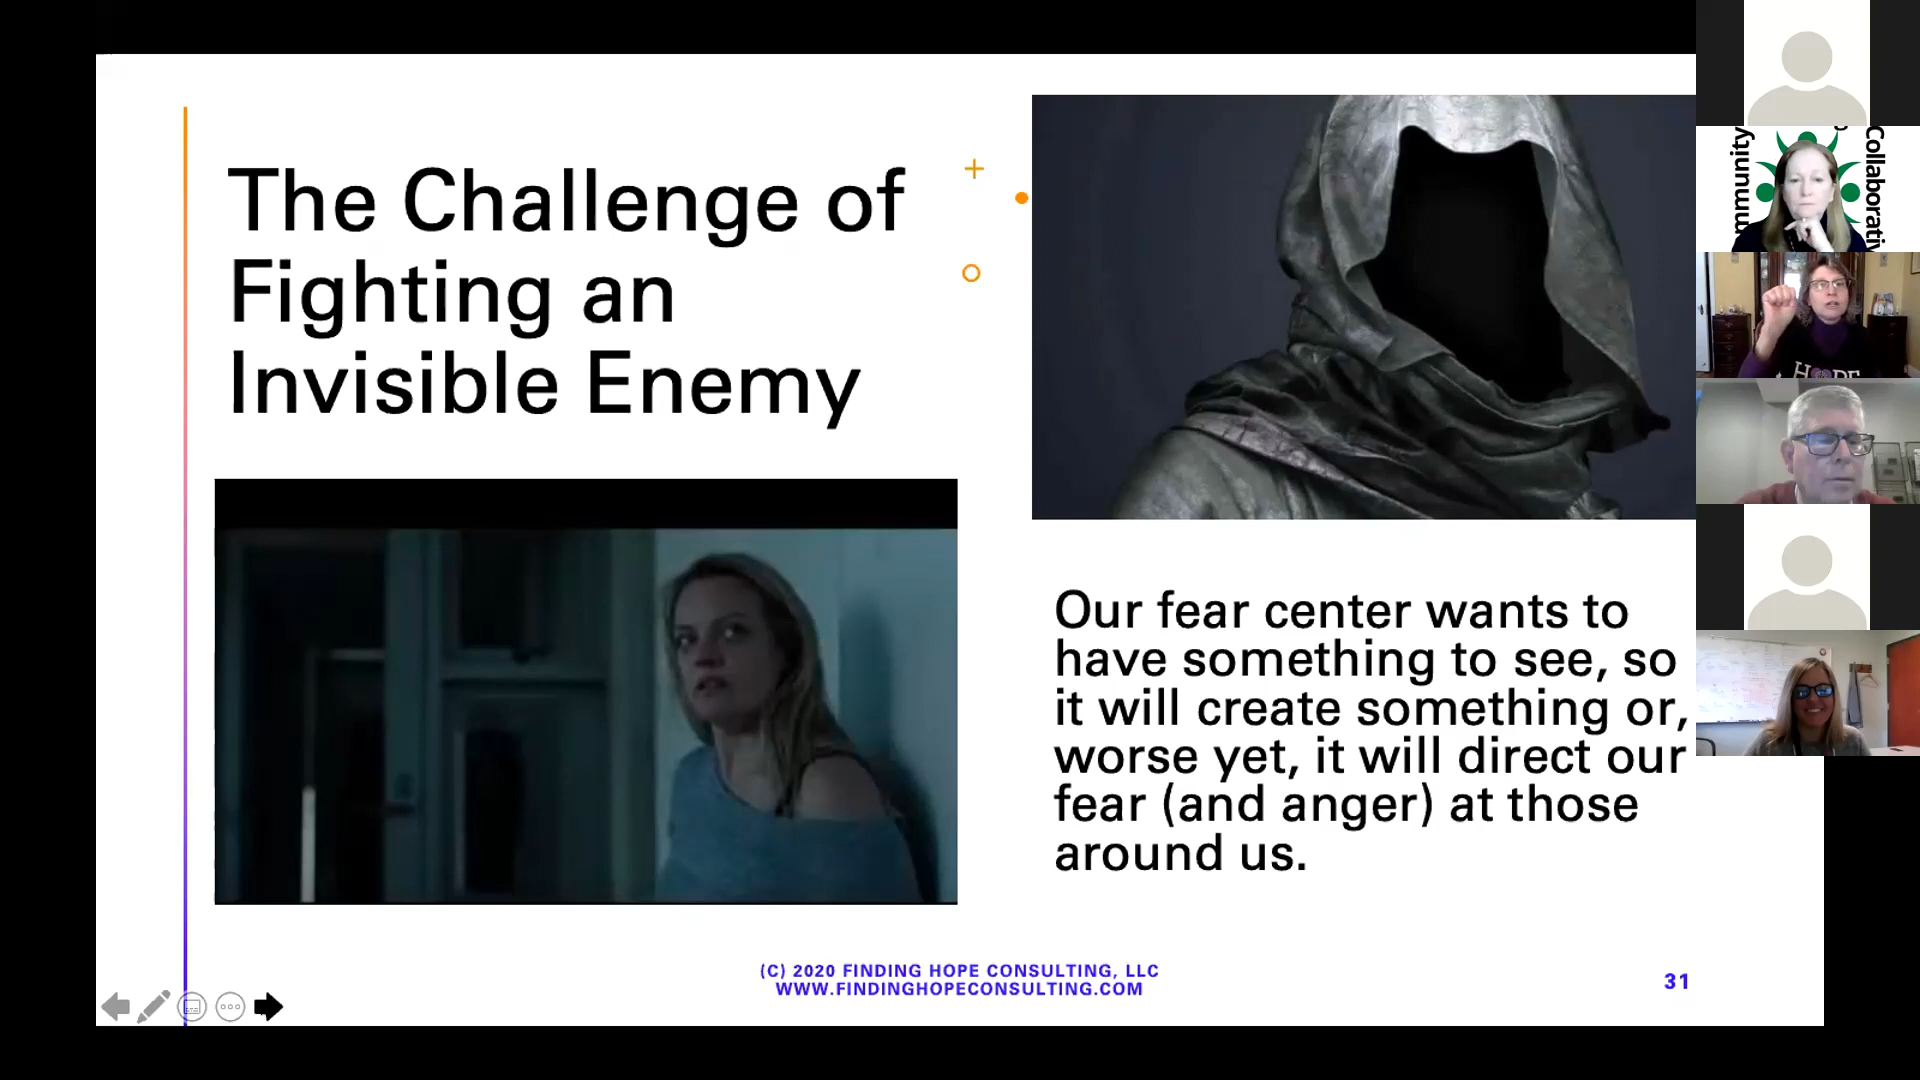 The Challenge of
Fighting an
Invisible Enemy
Our fear center wants to
have something to see, so
it will create something or,
worse yet, it will direct our
fear (and anger) at those
around us.
(C) 2020 FINDING HOPE CONSULTING, LLC
WWW.FINDINGHOPECONSULTING.COM
31
mmunity
Collaborati
HOPE